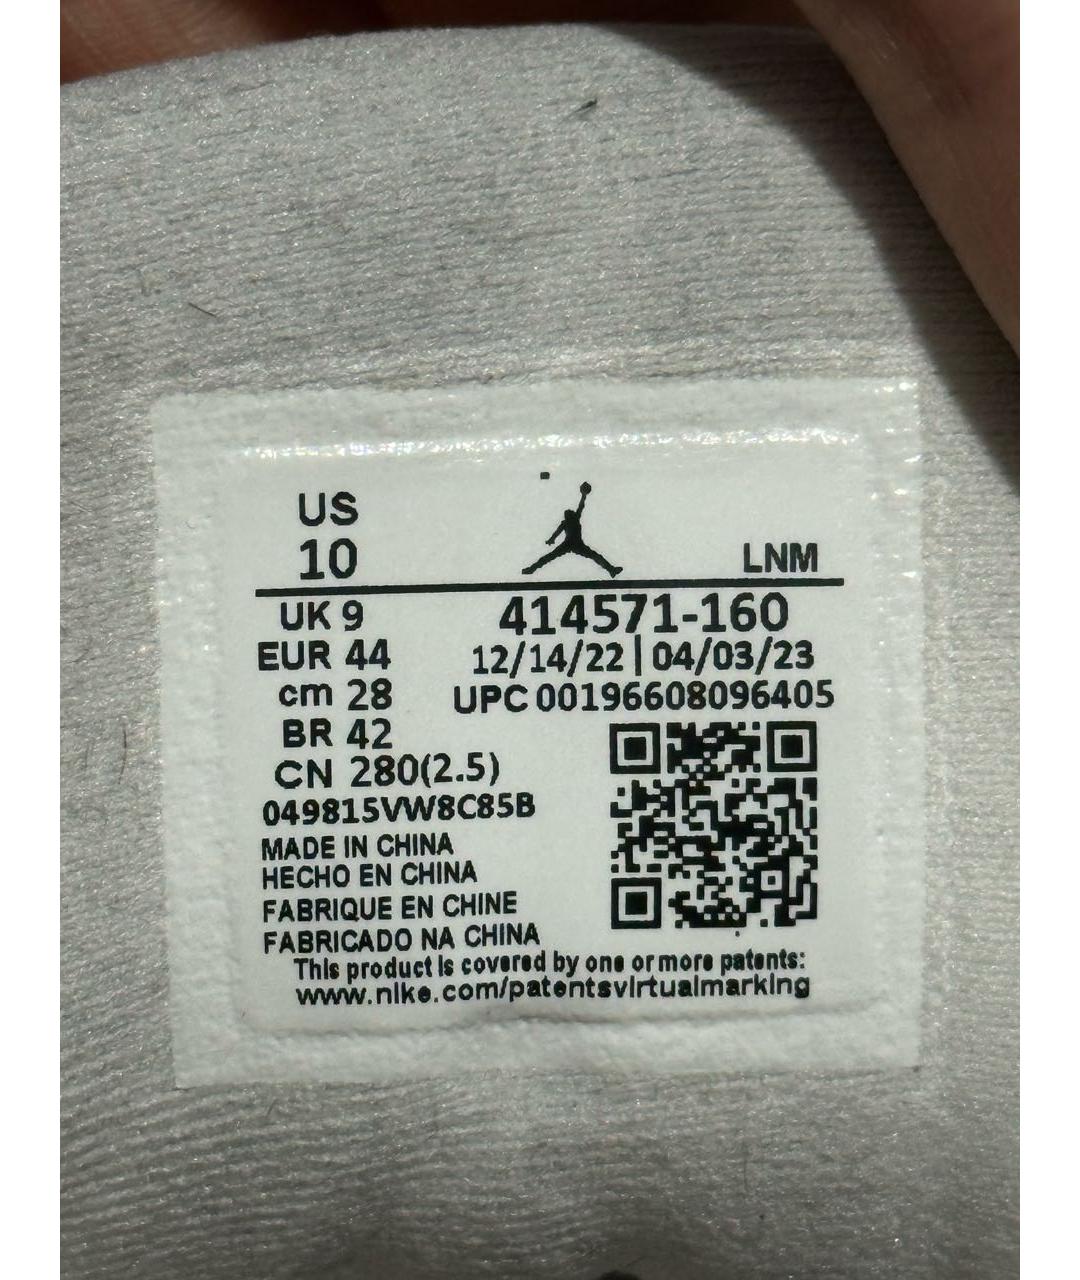 US
10
LNM
UK 9
414571-160
EUR 44
12/14/22 | 04/03/23
cm 28
UPC 00196608096405
BR 42
CN 280(2.5)
049815VW8C85B
MADE IN CHINA
HECHO EN CHINA
FABRIQUE EN CHINE
FABRICADO NA CHINA
This product is covered by one or more patents:
www.nike.com/patentsvirtualmarking